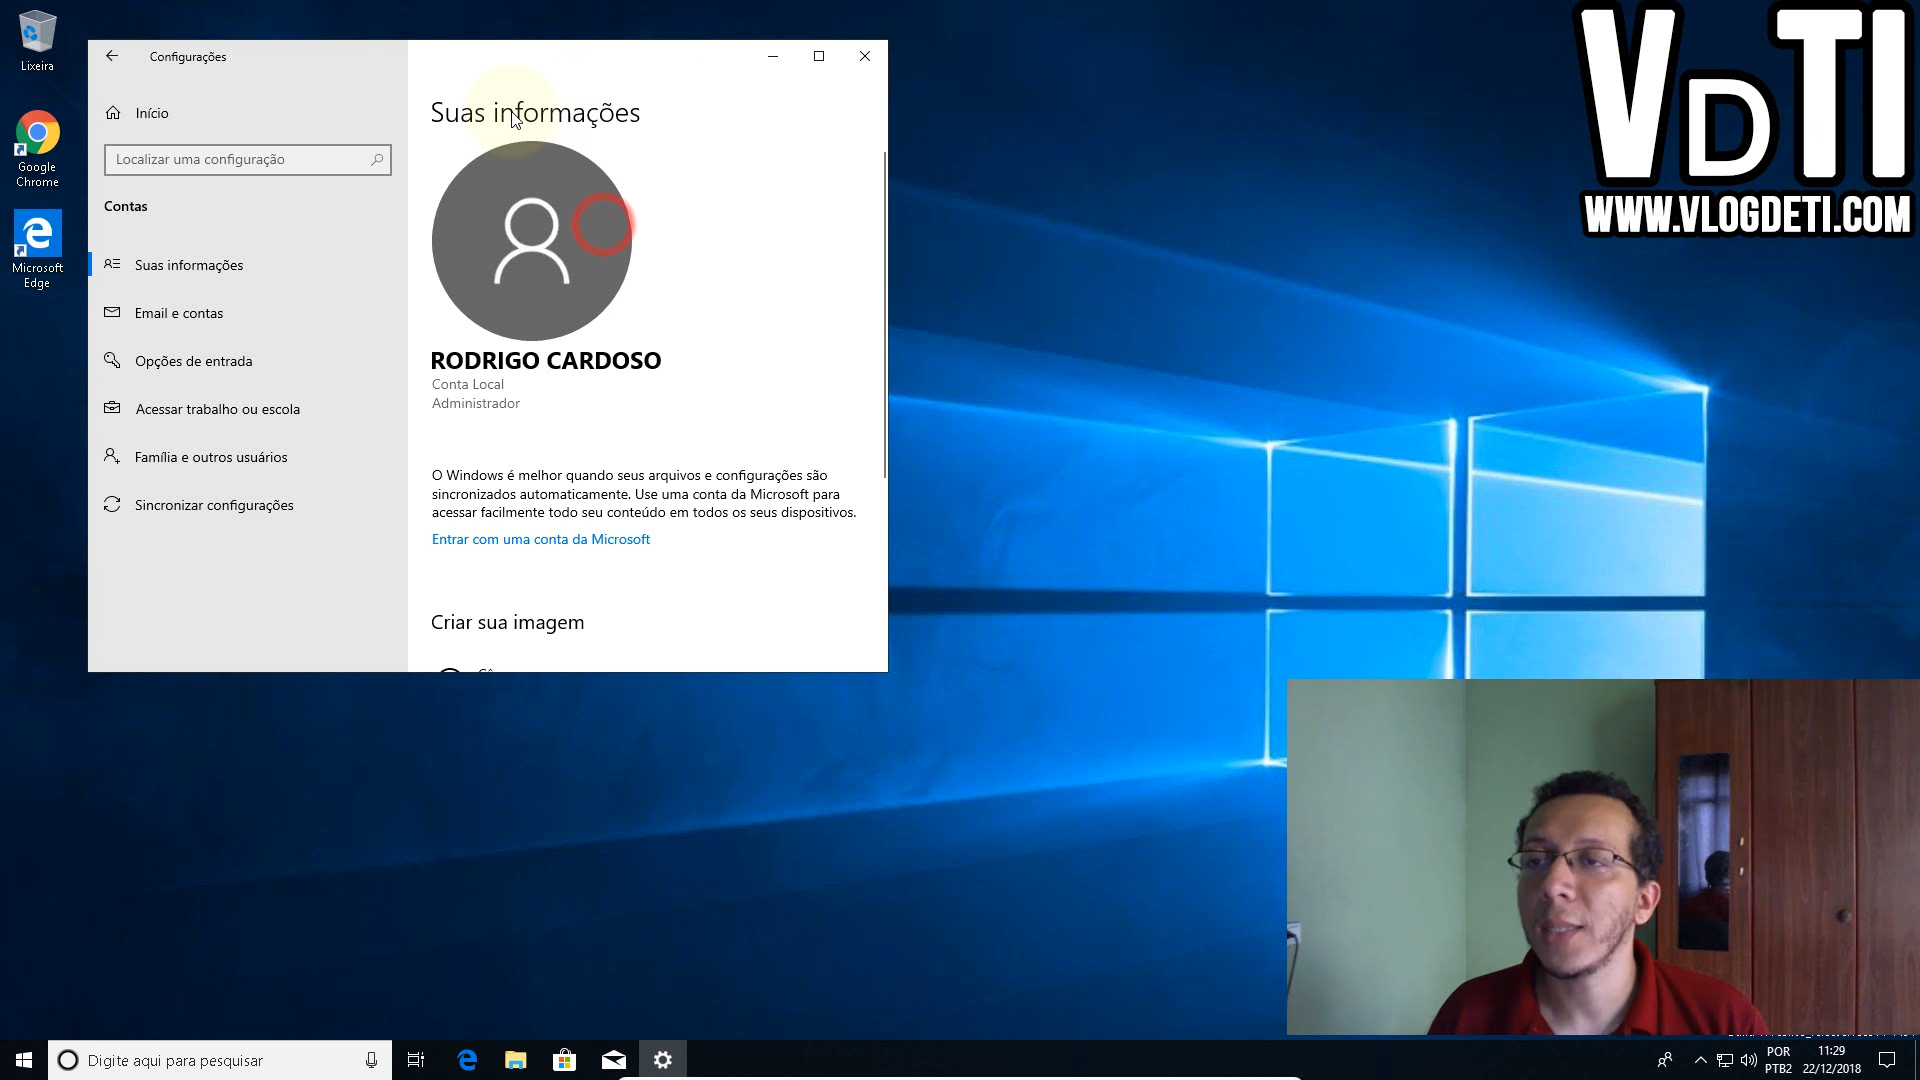 Lixeira
Google
Chrome
Microsoft
Edge
Configurações
Início
Localizar uma configuração
Contas
Suas informações
Email e contas
Opções de entrada
Acessar trabalho ou escola
Família e outros usuários
Sincronizar configurações
Suas informações
RODRIGO CARDOSO
Conta Local
Administrador
O Windows é melhor quando seus arquivos e configurações são
sincronizados automaticamente. Use uma conta da Microsoft para
acessar facilmente todo seu conteúdo em todos os seus dispositivos.
Entrar com uma conta da Microsoft
Criar sua imagem
VDTI
WWW.VLOGDETI.COM
Digite aqui para pesquisar
POR
PTB2
11:29
22/12/2018